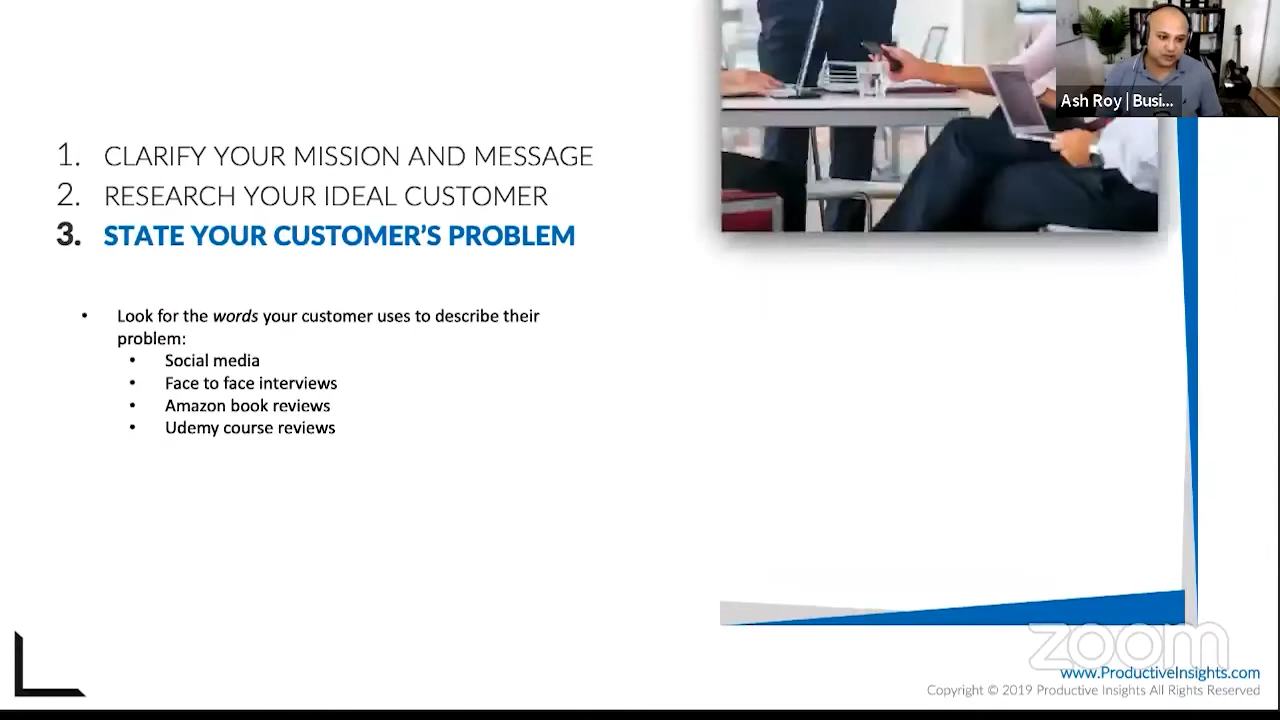 Ash Roy | Busi...
1. CLARIFY YOUR MISSION AND MESSAGE
2. RESEARCH YOUR IDEAL CUSTOMER
3. STATE YOUR CUSTOMER’S PROBLEM
• Look for the words your customer uses to describe their
problem:
• Social media
• Face to face interviews
• Amazon book reviews
• Udemy course reviews
zoom
www.ProductiveInsights.com
Copyright © 2019 Productive Insights All Rights Reserved